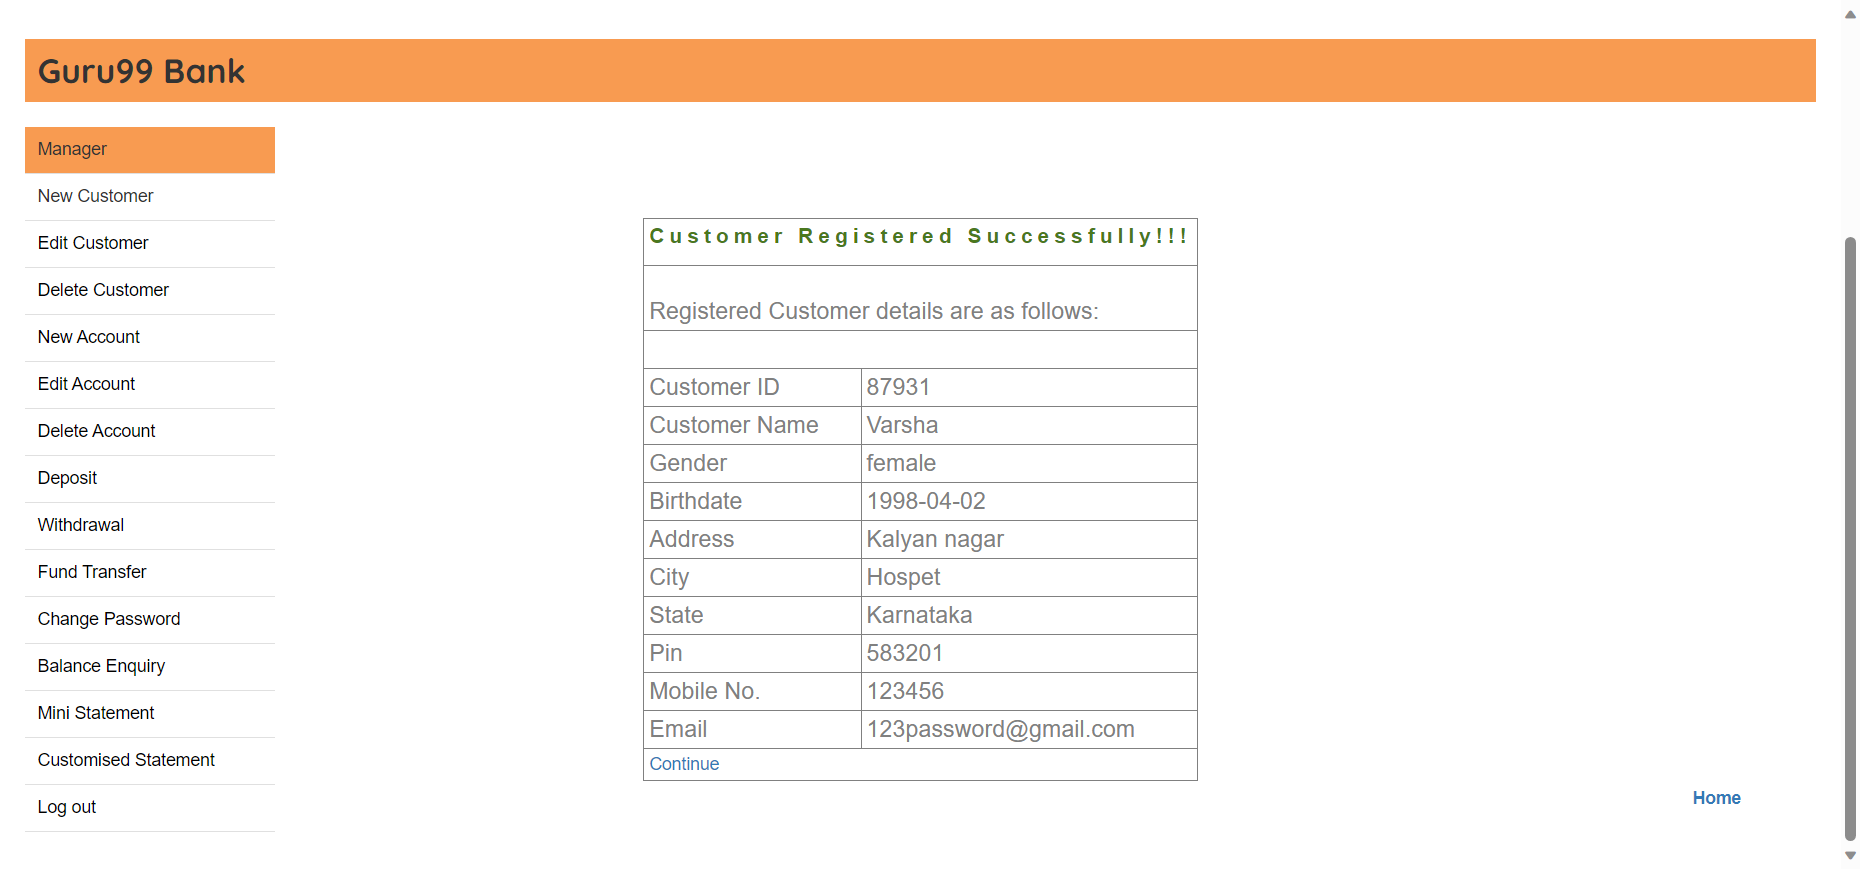 Guru99 Bank
Manager
New Customer
Edit Customer
Delete Customer
New Account
Edit Account
Delete Account
Deposit
Withdrawal
Fund Transfer
Change Password
Balance Enquiry
Mini Statement
Customised Statement
Log out
Customer Registered Successfully!!!
Registered Customer details are as follows:
Customer ID 87931
Customer Name Varsha
Gender female
Birthdate 1998-04-02
Address Kalyan nagar
City Hospet
State Karnataka
Pin 583201
Mobile No. 123456
Email 123password@gmail.com
Continue
Home